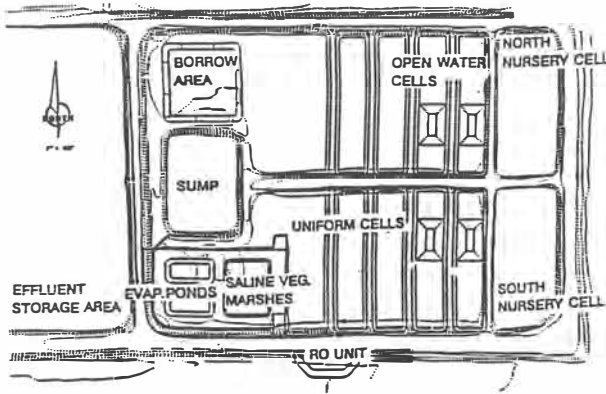 BORROW
AREA
OPEN WATER
CELLS
NORTH
NURSERY CELL
SUMP
UNIFORM CELLS
EFFLUENT
STORAGE AREA
EVAP.PONDS
SALINE VEG.
MARSHES
SOUTH
NURSERY CELL
RO UNIT